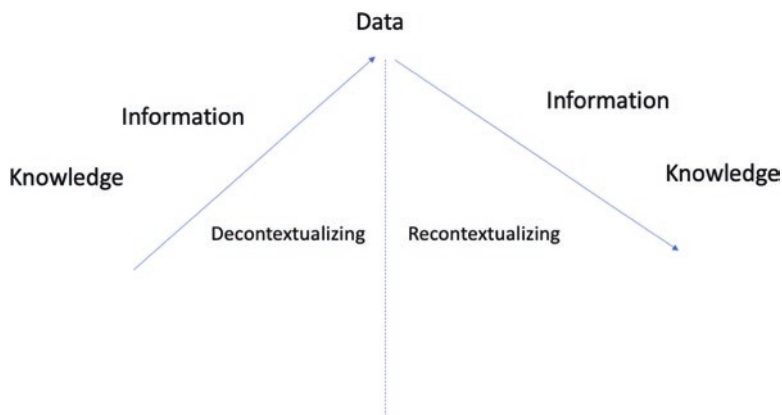 Data
Information
Information
Knowledge
Knowledge
Decontextualizing
Recontextualizing